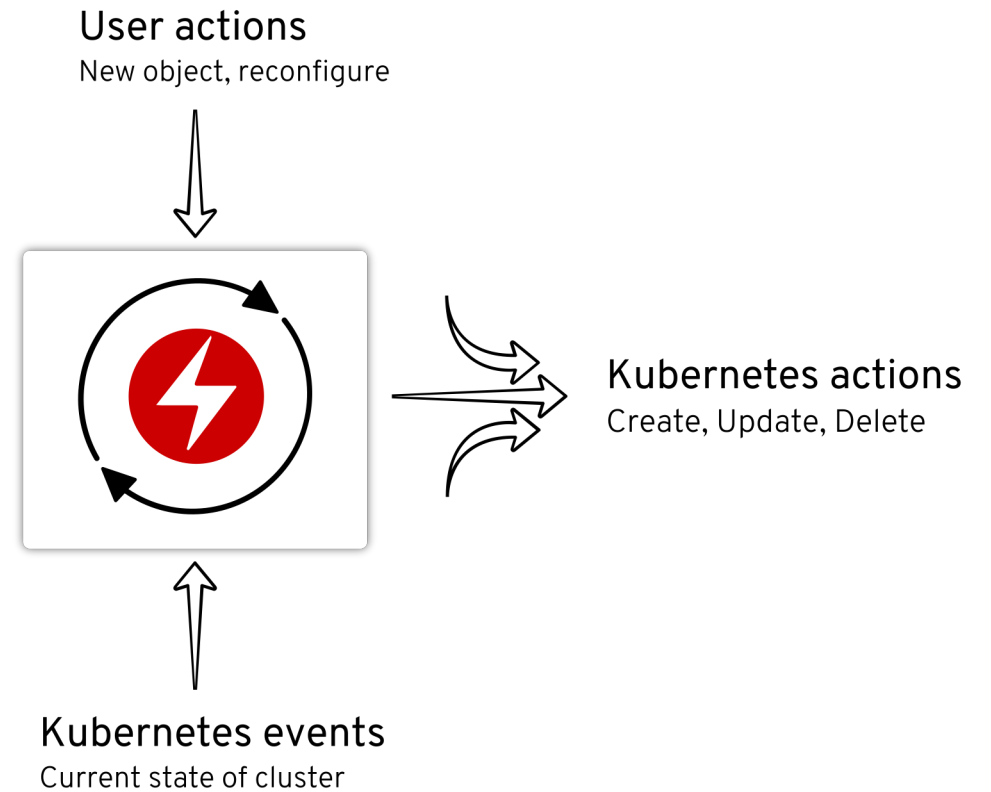 User actions
New object, reconfigure
Kubernetes actions
Create, Update, Delete
Kubernetes events
Current state of cluster